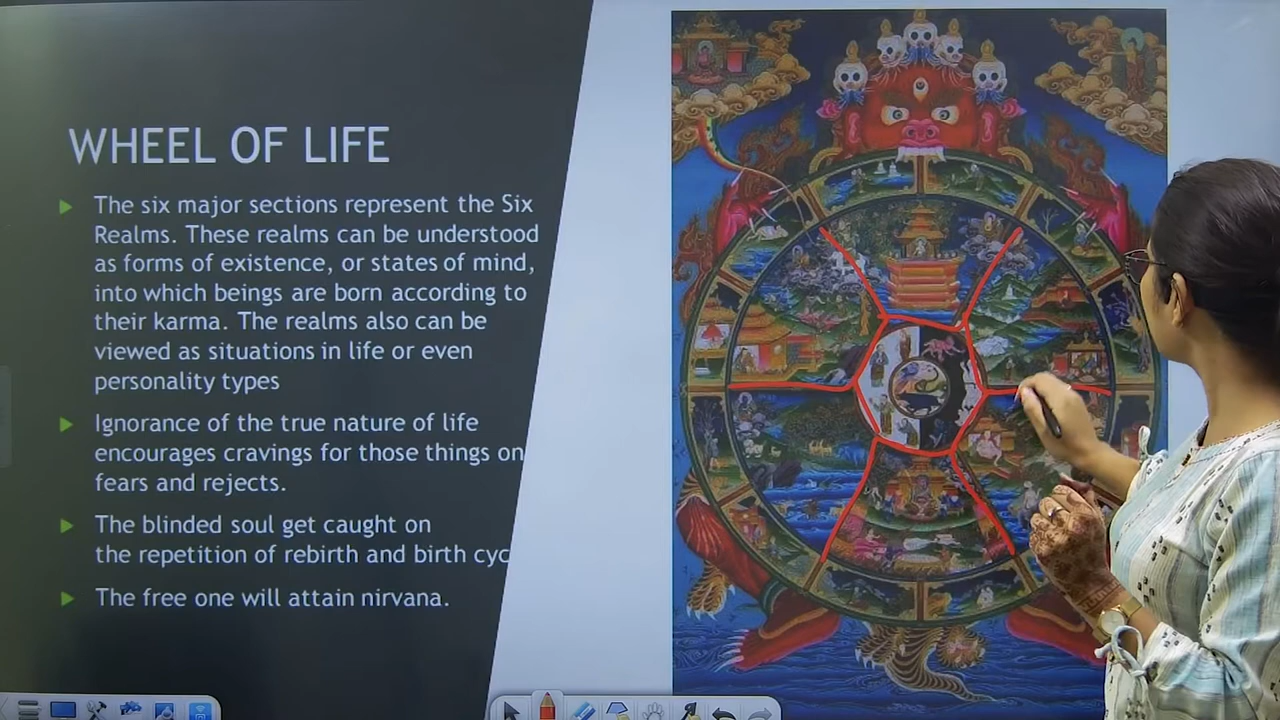 WHEEL OF LIFE
The six major sections represent the Six
Realms. These realms can be understood
as forms of existence, or states of mind,
into which beings are born according to
their karma. The realms also can be
viewed as situations in life or even
personality types
Ignorance of the true nature of life
encourages cravings for those things on
fears and rejects.
The blinded soul get caught on
the repetition of rebirth and birth cyc
The free one will attain nirvana.